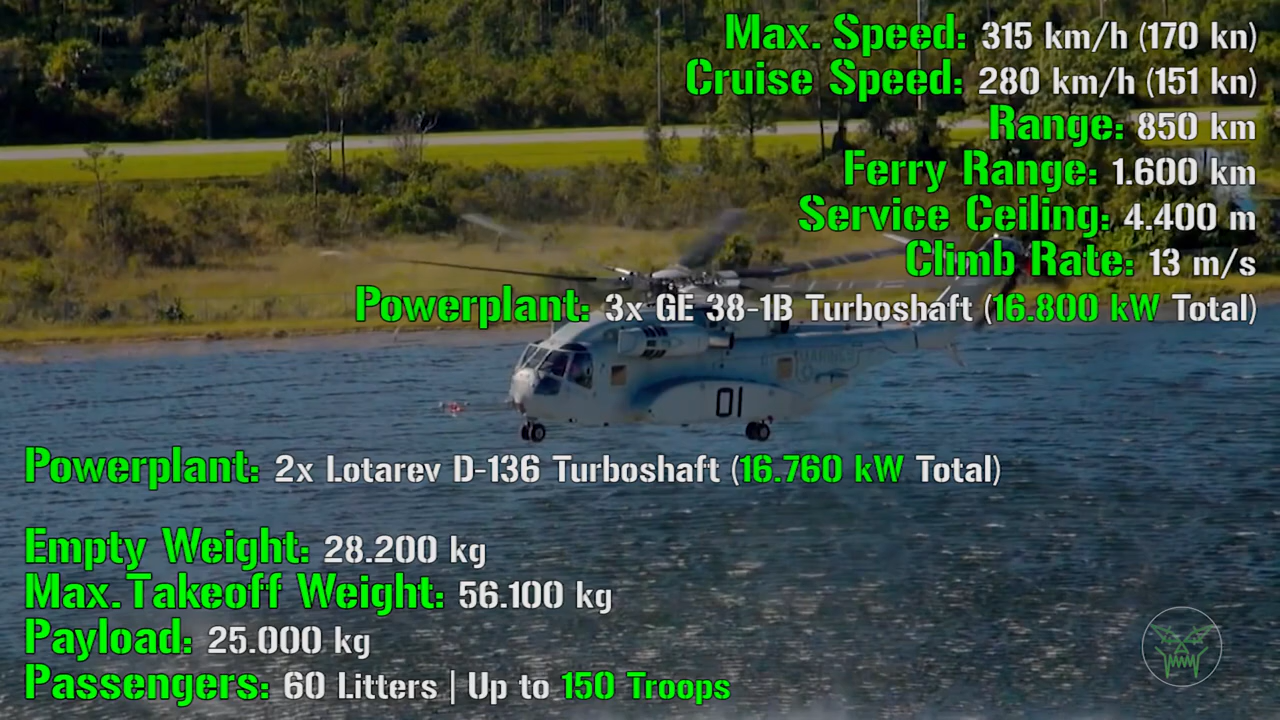 Max. Speed: 315 km/h (170 kn)
Cruise Speed: 280 km/h (151 kn)
Range: 850 km
Ferry Range: 1.600 km
Service Ceiling: 4.400 m
Climb Rate: 13 m/s
Powerplant: 3x GE 38-1B Turboshaft (16.800 kW Total)
MARINES
01
Powerplant: 2x Lotarev D-136 Turboshaft (16.760 kW Total)
Empty Weight: 28.200 kg
Max. Takeoff Weight: 56.100 kg
Payload: 25.000 kg
Passengers: 60 Litters | Up to 150 Troops